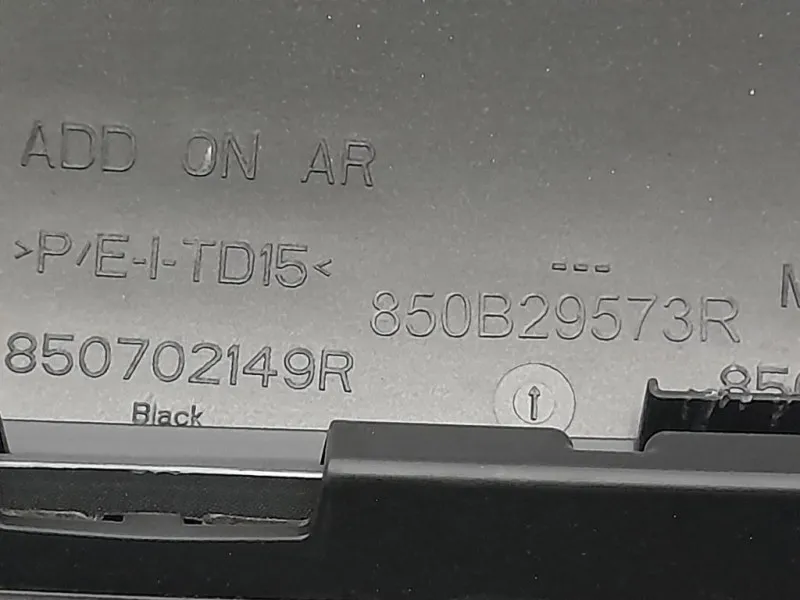 ADD ON AR
>P/E-I-TD15<
---
850B29573R
850702149R
Black